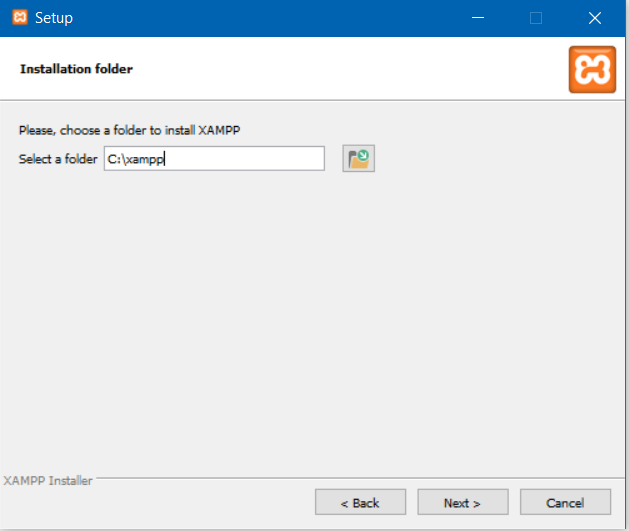 Setup
Installation folder
Please, choose a folder to install XAMPP
Select a folder C:\xampp
XAMPP Installer
< Back Next > Cancel